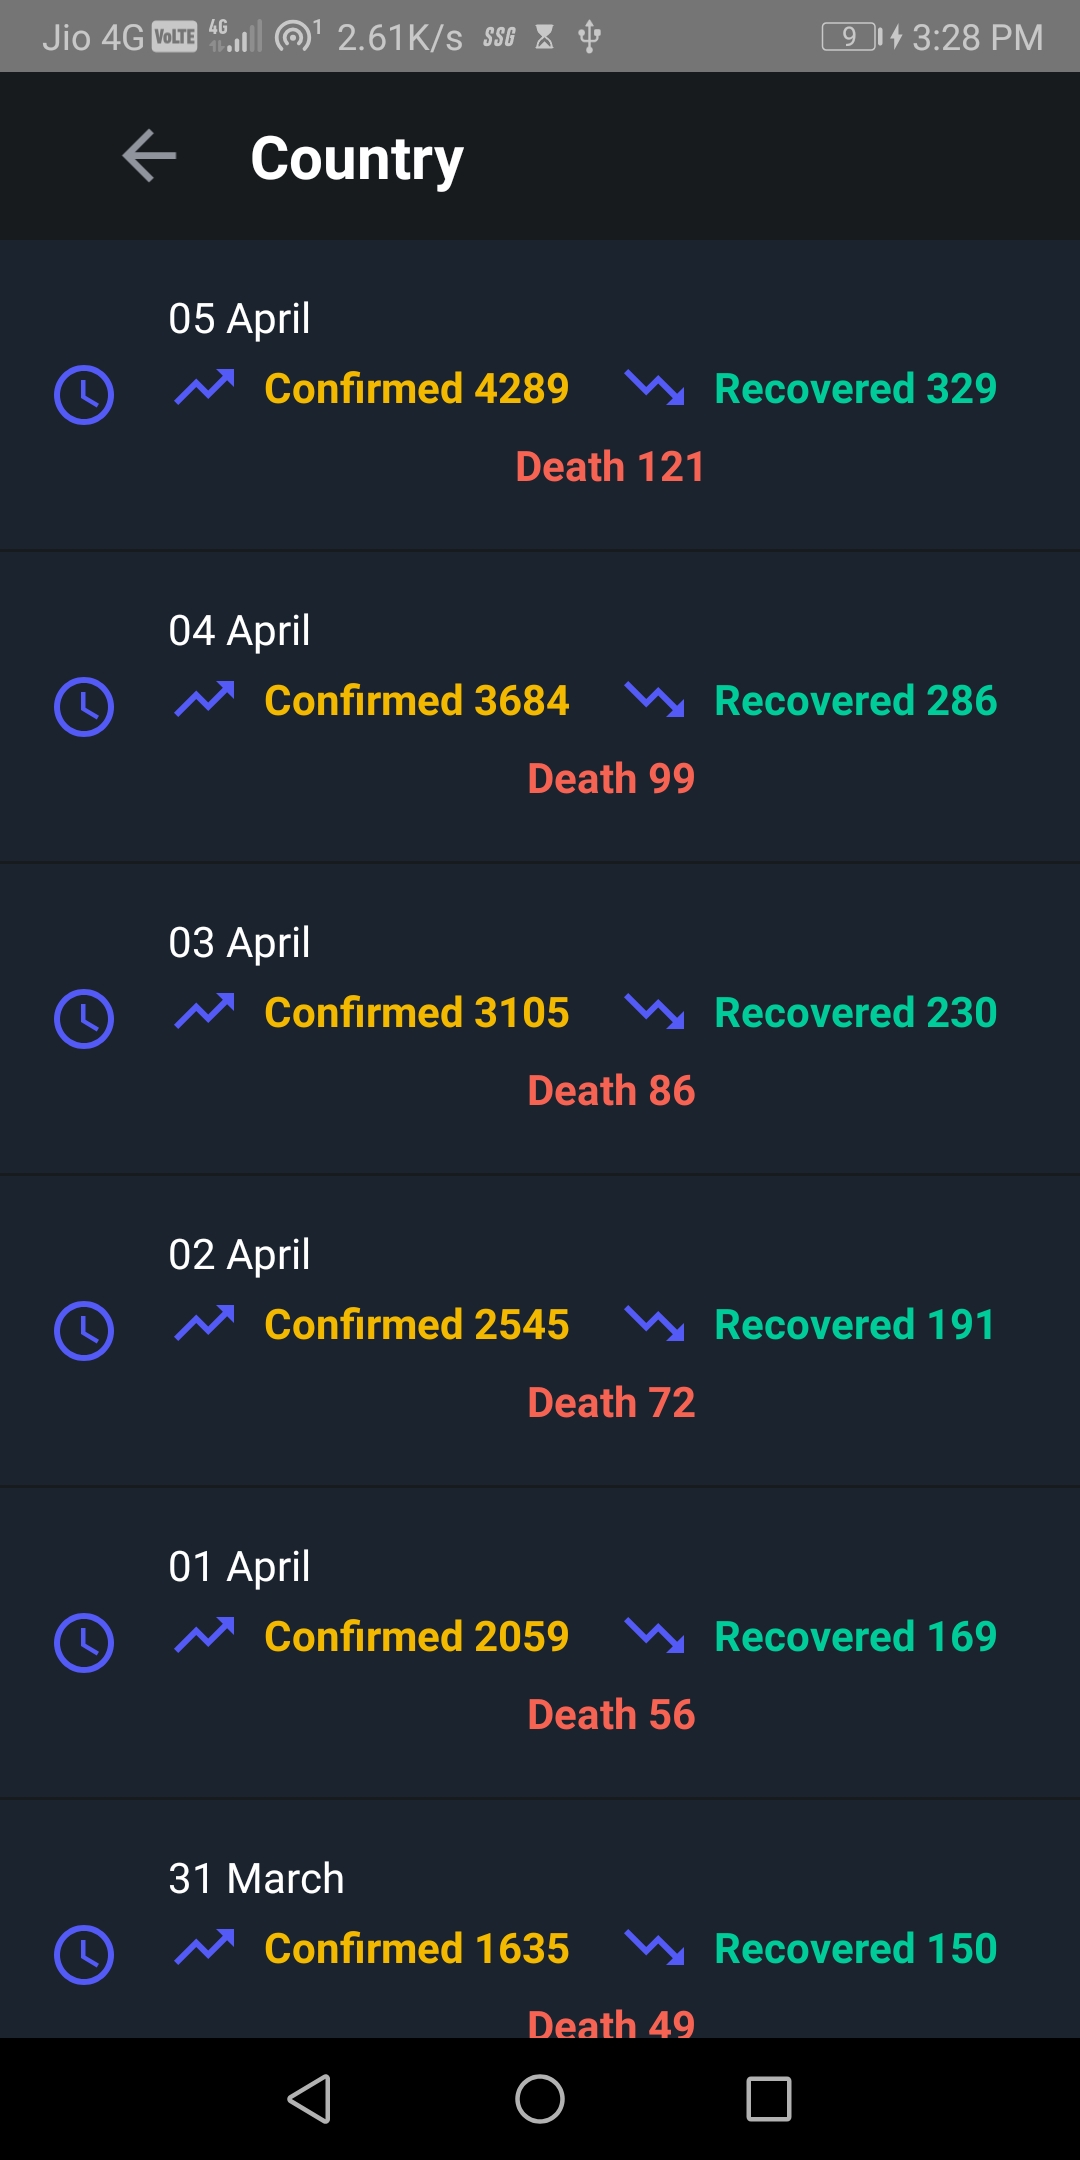 Jio 4G VoLTE 4G 1 2.61K/s SSG 9 3:28 PM
Country
05 April
Confirmed 4289 Recovered 329
Death 121
04 April
Confirmed 3684 Recovered 286
Death 99
03 April
Confirmed 3105 Recovered 230
Death 86
02 April
Confirmed 2545 Recovered 191
Death 72
01 April
Confirmed 2059 Recovered 169
Death 56
31 March
Confirmed 1635 Recovered 150
Death 49